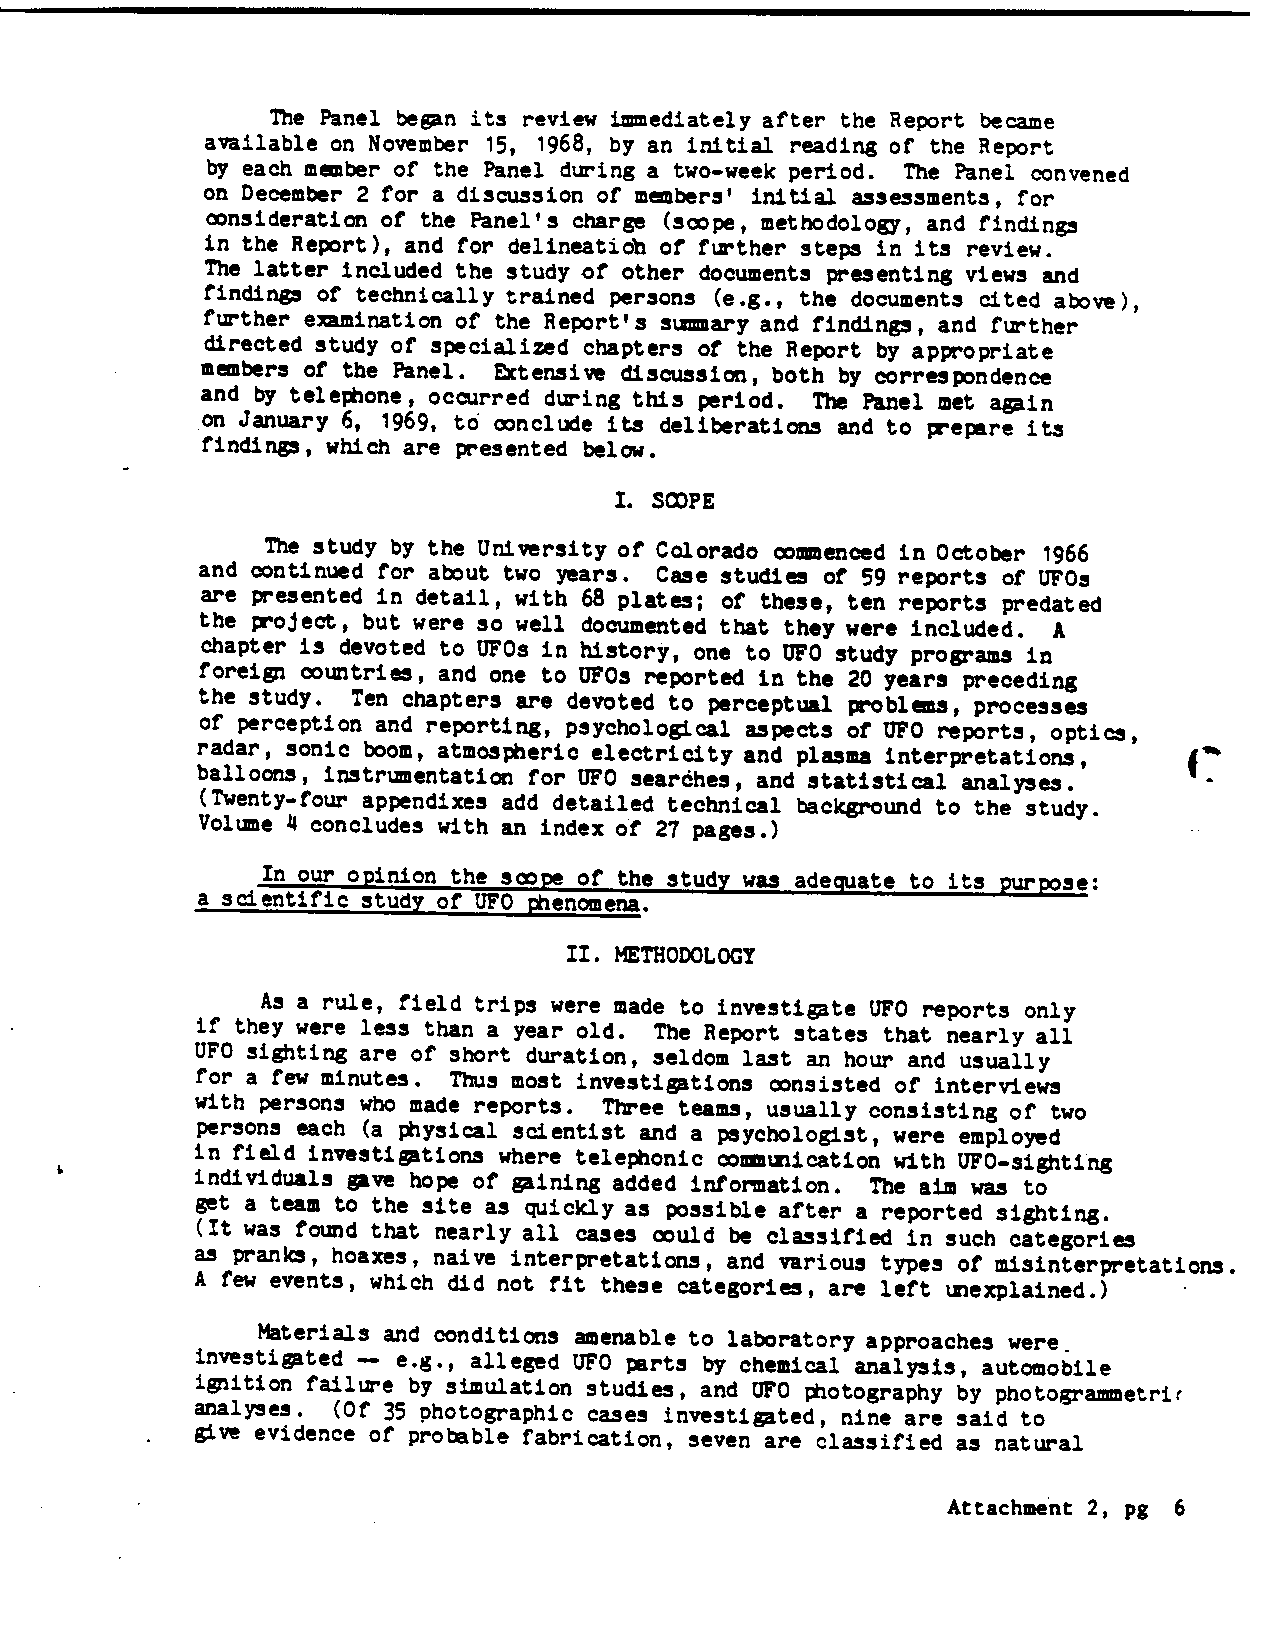 The Panel began its review immediately after the Report became
available on November 15, 1968, by an initial reading of the Report
by each member of the Panel during a two-week period. The Panel convened
on December 2 for a discussion of members' initial assessments, for
consideration of the Panel's charge (scope, methodology, and findings
in the Report), and for delineation of further steps in its review.
The latter included the study of other documents presenting views and
findings of technically trained persons (e.g., the documents cited above),
further examination of the Report's summary and findings, and further
directed study of specialized chapters of the Report by appropriate
members of the Panel. Extensive discussion, both by correspondence
and by telephone, occurred during this period. The Panel met again
on January 6, 1969, to conclude its deliberations and to prepare its
findings, which are presented below.
I. SCOPE
The study by the University of Colorado commenced in October 1966
and continued for about two years. Case studies of 59 reports of UFOs
are presented in detail, with 68 plates; of these, ten reports predated
the project, but were so well documented that they were included. A
chapter is devoted to UFOs in history, one to UFO study programs in
foreign countries, and one to UFOs reported in the 20 years preceding
the study. Ten chapters are devoted to perceptual problems, processes
of perception and reporting, psychological aspects of UFO reports, optics,
radar, sonic boom, atmospheric electricity and plasma interpretations,
balloons, instrumentation for UFO searches, and statistical analyses.
(Twenty-four appendixes add detailed technical background to the study.
Volume 4 concludes with an index of 27 pages.)
In our opinion the scope of the study was adequate to its purpose:
a scientific study of UFO phenomena.
II. METHODOLOGY
As a rule, field trips were made to investigate UFO reports only
if they were less than a year old. The Report states that nearly all
UFO sighting are of short duration, seldom last an hour and usually
for a few minutes. Thus most investigations consisted of interviews
with persons who made reports. Three teams, usually consisting of two
persons each (a physical scientist and a psychologist, were employed
in field investigations where telephonic communication with UFO-sighting
individuals gave hope of gaining added information. The aim was to
get a team to the site as quickly as possible after a reported sighting.
(It was found that nearly all cases could be classified in such categories
as pranks, hoaxes, naive interpretations, and various types of misinterpretations.
A few events, which did not fit these categories, are left unexplained.)
Materials and conditions amenable to laboratory approaches were
investigated -- e.g., alleged UFO parts by chemical analysis, automobile
ignition failure by simulation studies, and UFO photography by photogrammetric
analyses. (Of 35 photographic cases investigated, nine are said to
give evidence of probable fabrication, seven are classified as natural
Attachment 2, pg 6